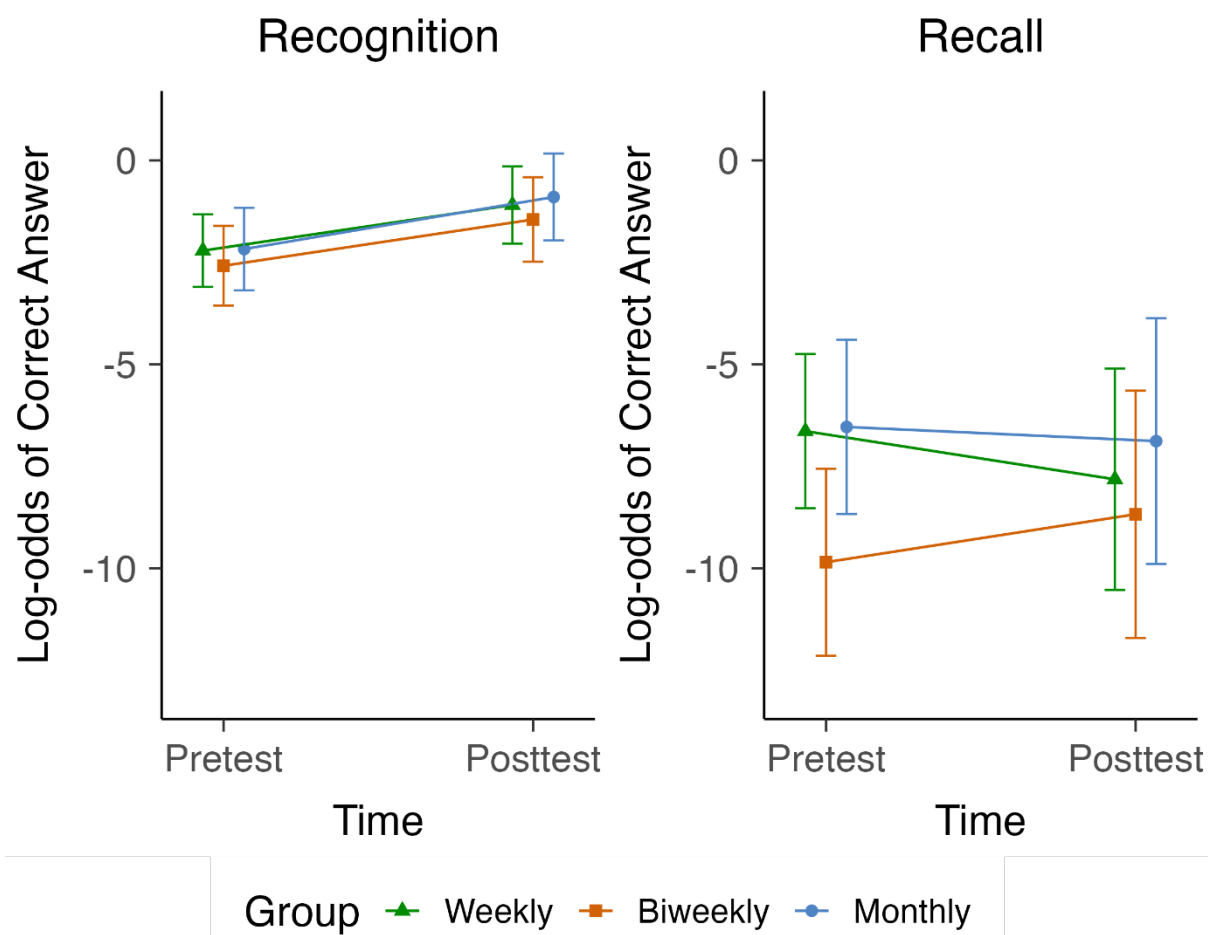 Recognition
Log-odds of Correct Answer
0
-5
-10
Pretest Posttest
Time
Recall
Log-odds of Correct Answer
0
-5
-10
Pretest Posttest
Time
Group Weekly Biweekly Monthly